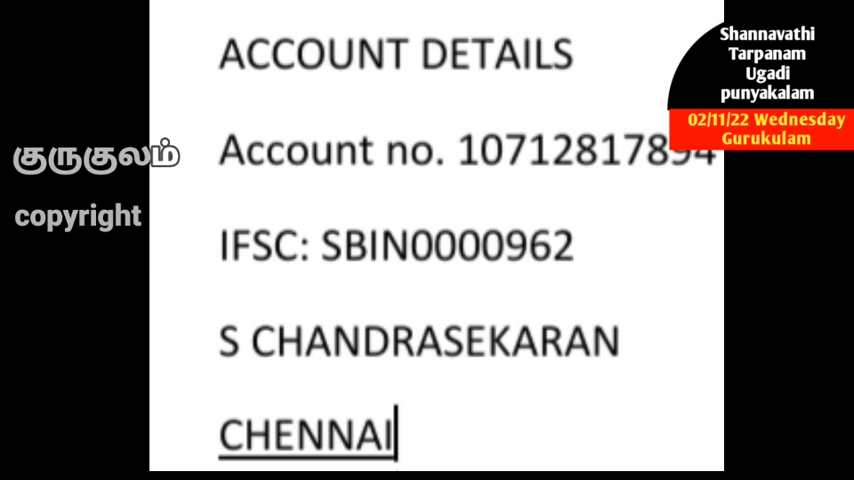 ACCOUNT DETAILS
Account no. 10712817894
IFSC: SBIN0000962
S CHANDRASEKARAN
CHENNAI
Shannavathi
Tarpanam
Ugadi
punyakalam
02/11/22 Wednesday
Gurukulam
குருகுலம்
copyright